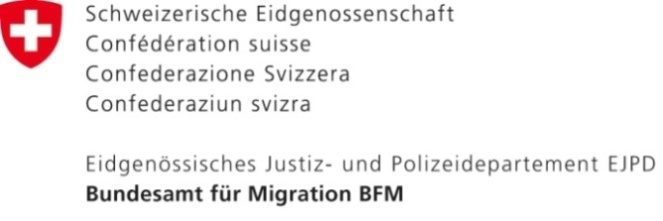 Schweizerische Eidgenossenschaft
Confédération suisse
Confederazione Svizzera
Confederaziun svizra
Eidgenössisches Justiz- und Polizeidepartement EJPD
Bundesamt für Migration BFM